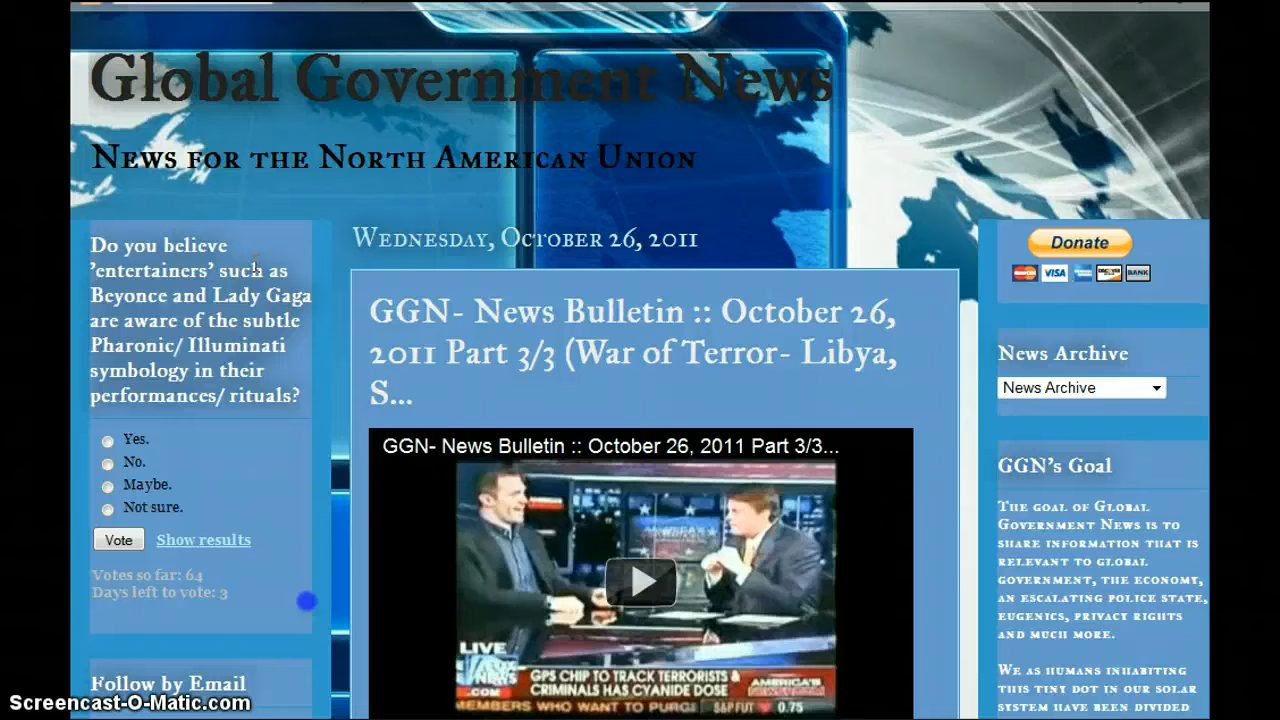 Global Government News
News for the North American Union
Do you believe
'entertainers' such as
Beyonce and Lady Gaga
are aware of the subtle
Pharonic/ Illuminati
symbology in their
performances/ rituals?
Yes.
No.
Maybe.
Not sure.
Vote Show results
Votes so far: 64
Days left to vote: 3
Follow by Email
Wednesday, October 26, 2011
GGN- News Bulletin :: October 26,
2011 Part 3/3 (War of Terror- Libya,
S...
GGN- News Bulletin :: October 26, 2011 Part 3/3...
LIVE
FOX
NEWS
.COM
GPS CHIP TO TRACK TERRORISTS &
CRIMINALS HAS CYANIDE DOSE
AMERICA'S
NEWS
MEMBERS WHO WANT TO PURG
S&P FUT 0.75
Donate
VISA
BANK
News Archive
News Archive
GGN's Goal
The goal of Global
Government News is to
share information that is
relevant to global
government, the economy,
an escalating police state,
eugenics, privacy rights
and much more.
We as humans inhabiting
this tiny dot in our solar
system have been divided
Screencast-O-Matic.com